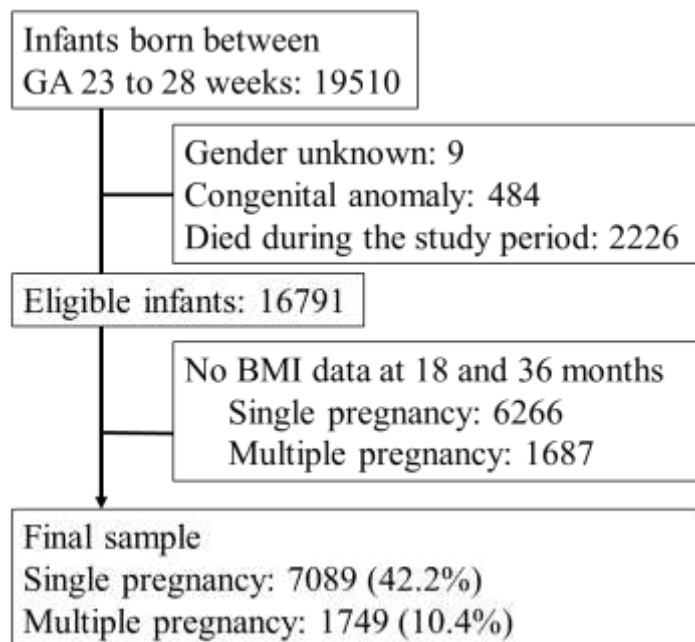 Infants born between
GA 23 to 28 weeks: 19510
Gender unknown: 9
Congenital anomaly: 484
Died during the study period: 2226
Eligible infants: 16791
No BMI data at 18 and 36 months
Single pregnancy: 6266
Multiple pregnancy: 1687
Final sample
Single pregnancy: 7089 (42.2%)
Multiple pregnancy: 1749 (10.4%)